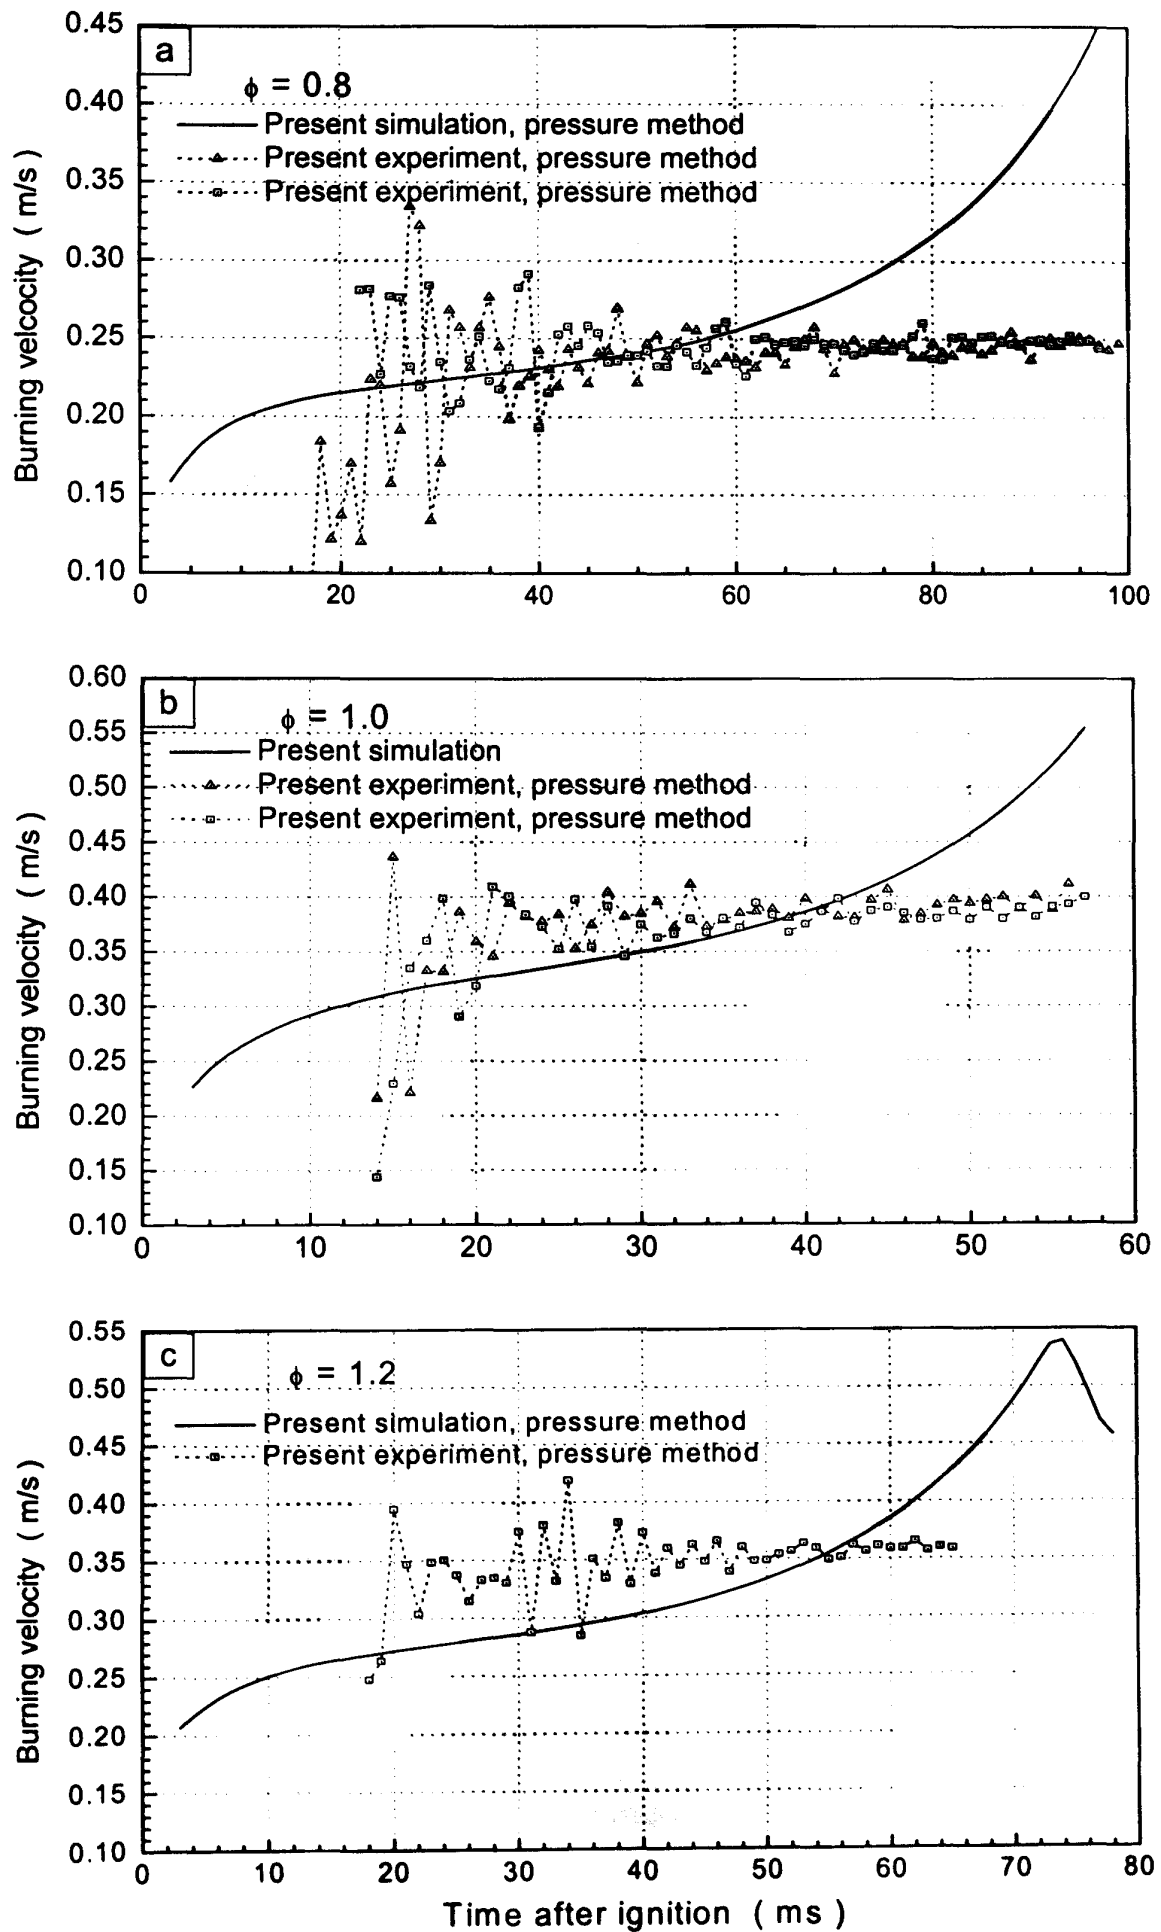 0.45
a
ϕ = 0.8
0.40
Present simulation, pressure method
Present experiment, pressure method
0.35
Present experiment, pressure method
0.30
0.25
0.20
0.15
0.10
Burning velcocity ( m/s )
0 20 40 60 80 100
0.60
b
ϕ = 1.0
0.55
Present simulation
0.50
Present experiment, pressure method
Present experiment, pressure method
0.45
0.40
0.35
0.30
0.25
0.20
0.15
0.10
Burning velocity ( m/s )
0 10 20 30 40 50 60
0.55
c
ϕ = 1.2
0.50
Present simulation, pressure method
0.45
Present experiment, pressure method
0.40
0.35
0.30
0.25
0.20
0.15
0.10
Burning velocity ( m/s )
0 10 20 30 40 50 60 70 80
Time after ignition ( ms )